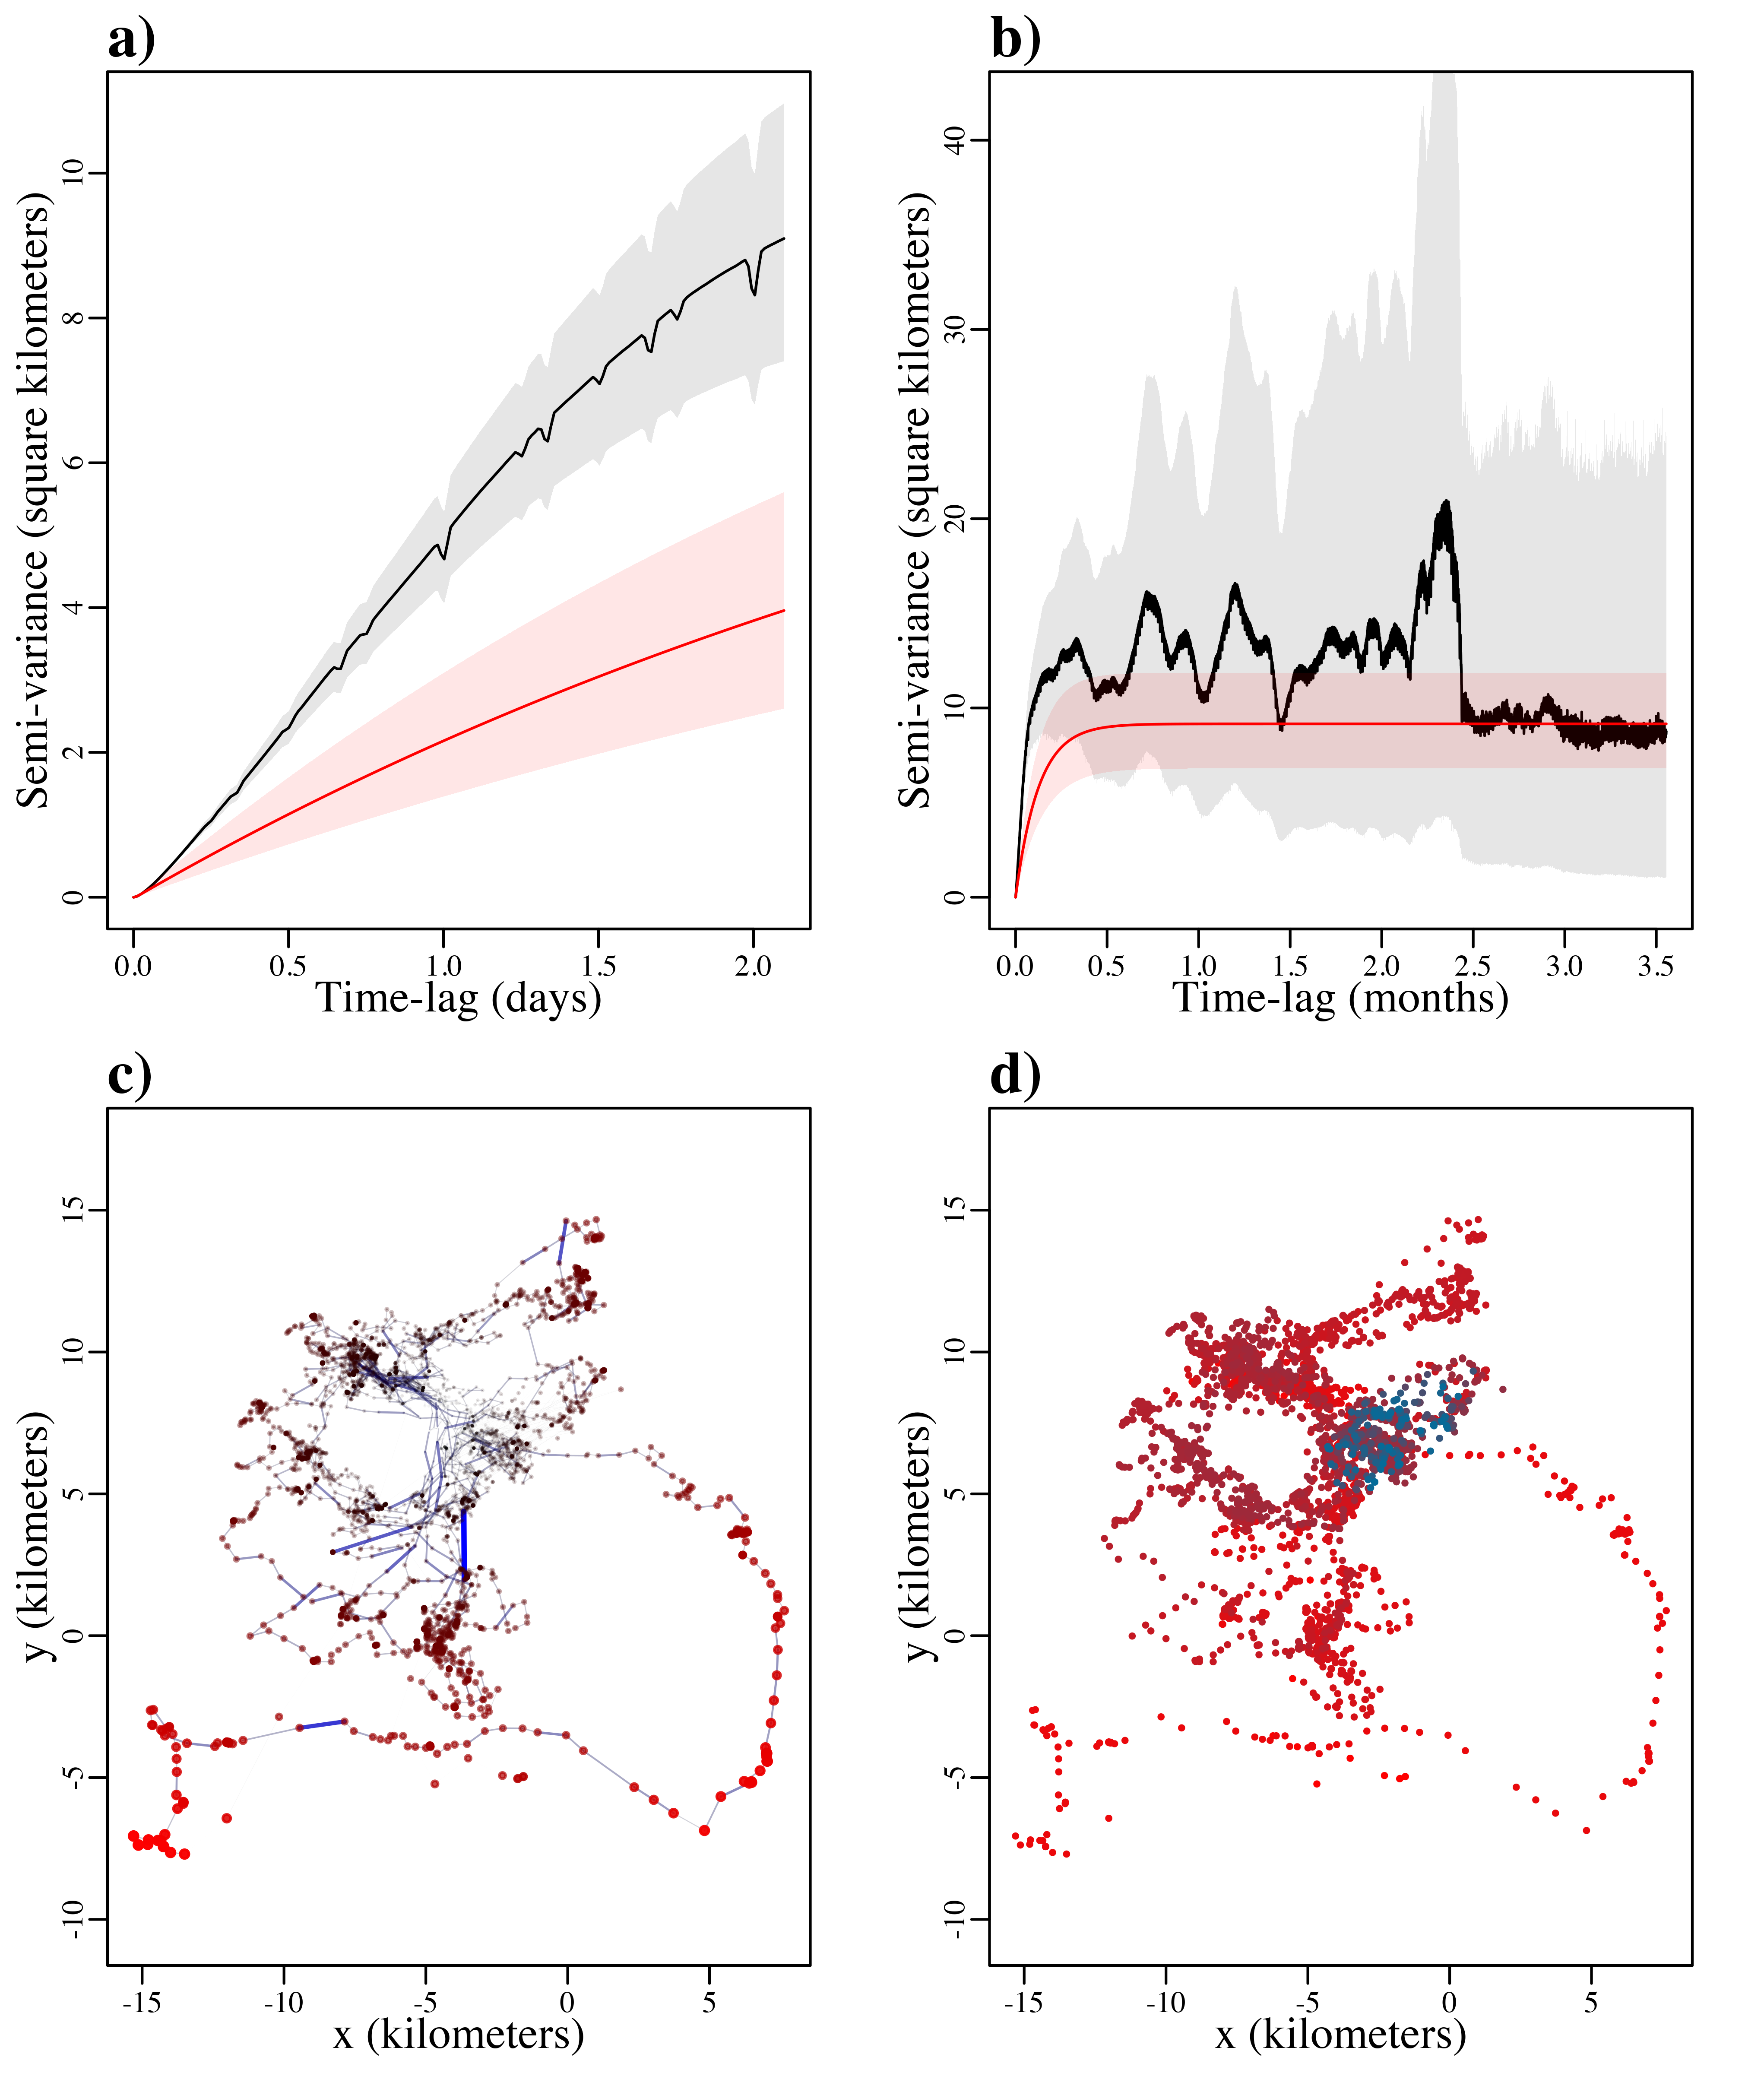 a)
Semi-variance (square kilometers)
10
8
6
4
2
0
0.0 0.5 1.0 1.5 2.0
Time-lag (days)
b)
Semi-variance (square kilometers)
40
30
20
10
0
0.0 0.5 1.0 1.5 2.0 2.5 3.0 3.5
Time-lag (months)
c)
y (kilometers)
15
10
5
0
-5
-10
-15 -10 -5 0 5
x (kilometers)
d)
y (kilometers)
15
10
5
0
-5
-10
-15 -10 -5 0 5
x (kilometers)